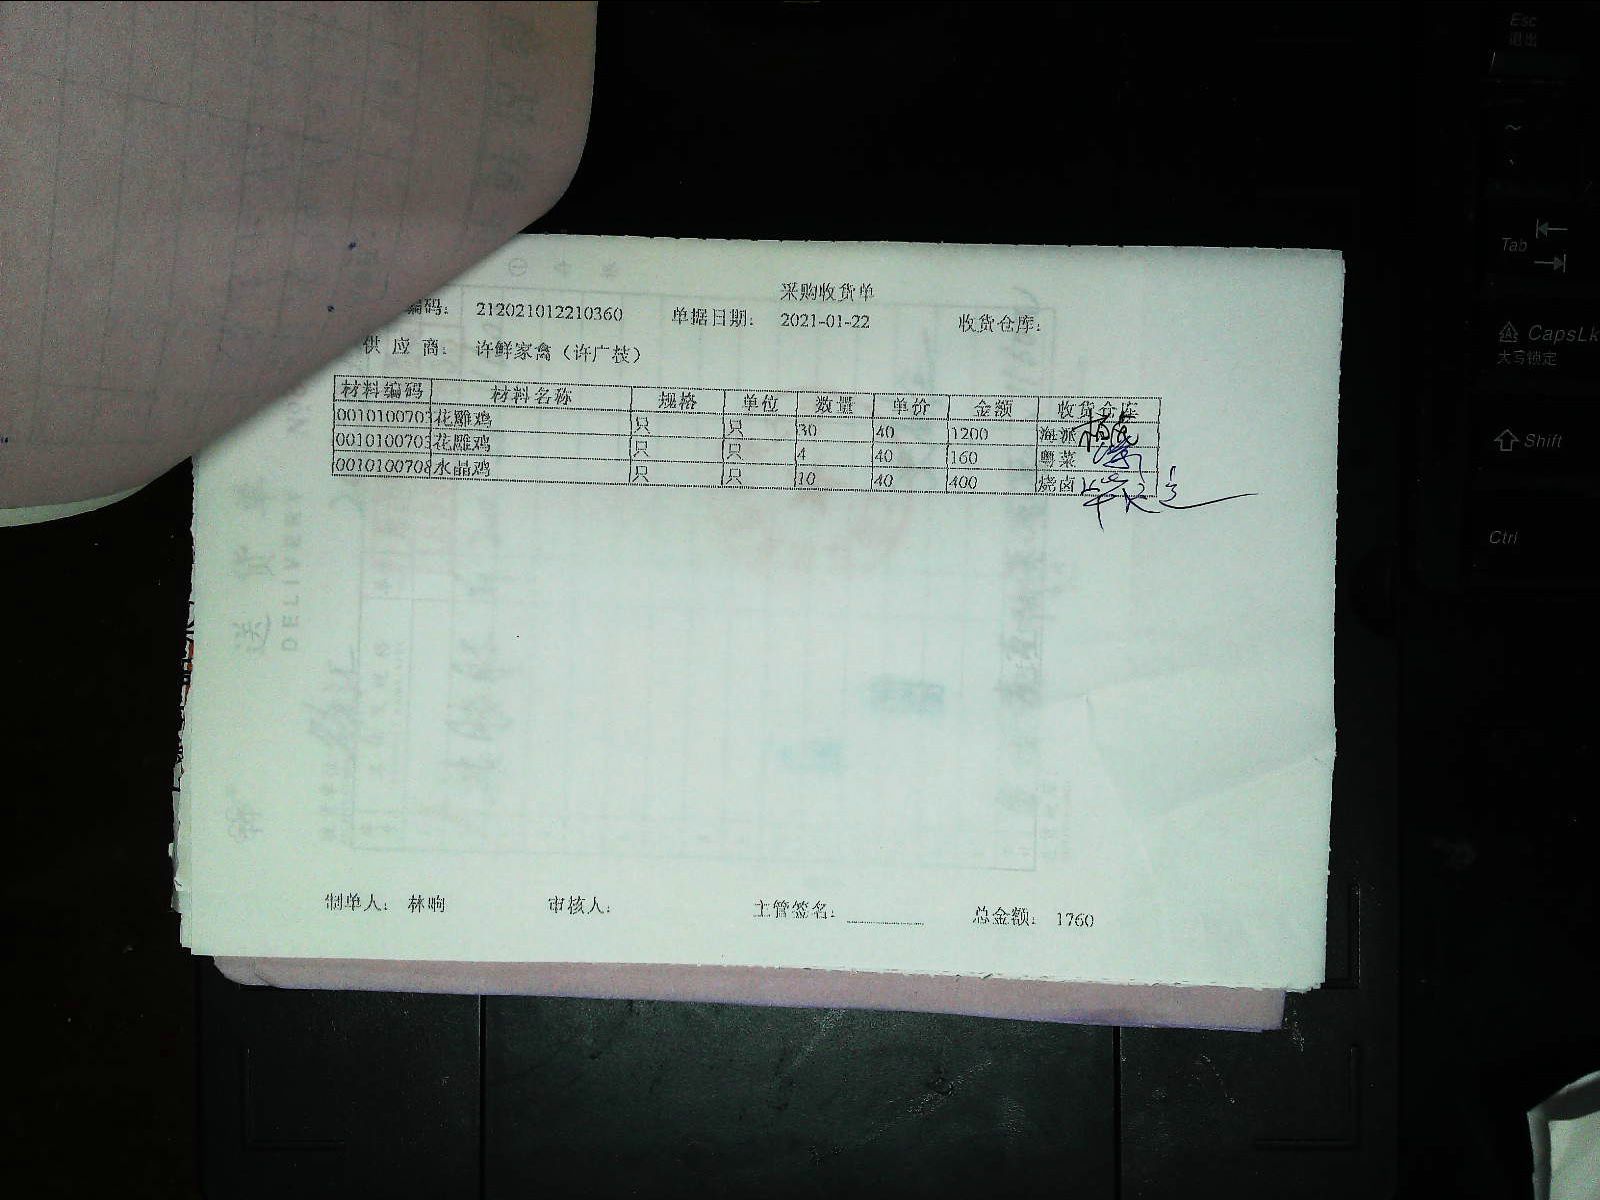 采购收货单
编码： 212021012210360 单据日期： 2021-01-22 收货仓库：
供 应 商： 许鲜家禽（许广技）
材料编码 材料名称 规格 单位 数量 单价 金额 收货仓库
0010100703 花雕鸡 只 只 30 40 1200 海派
0010100703 花雕鸡 只 只 4 40 160 粤菜
0010100708 水晶鸡 只 只 10 40 400 烧卤
制单人： 林晌 审核人： 主管签名： 总金额： 1760
Esc
退出
~
Tab
CapsLk
大写锁定
Shift
Ctrl